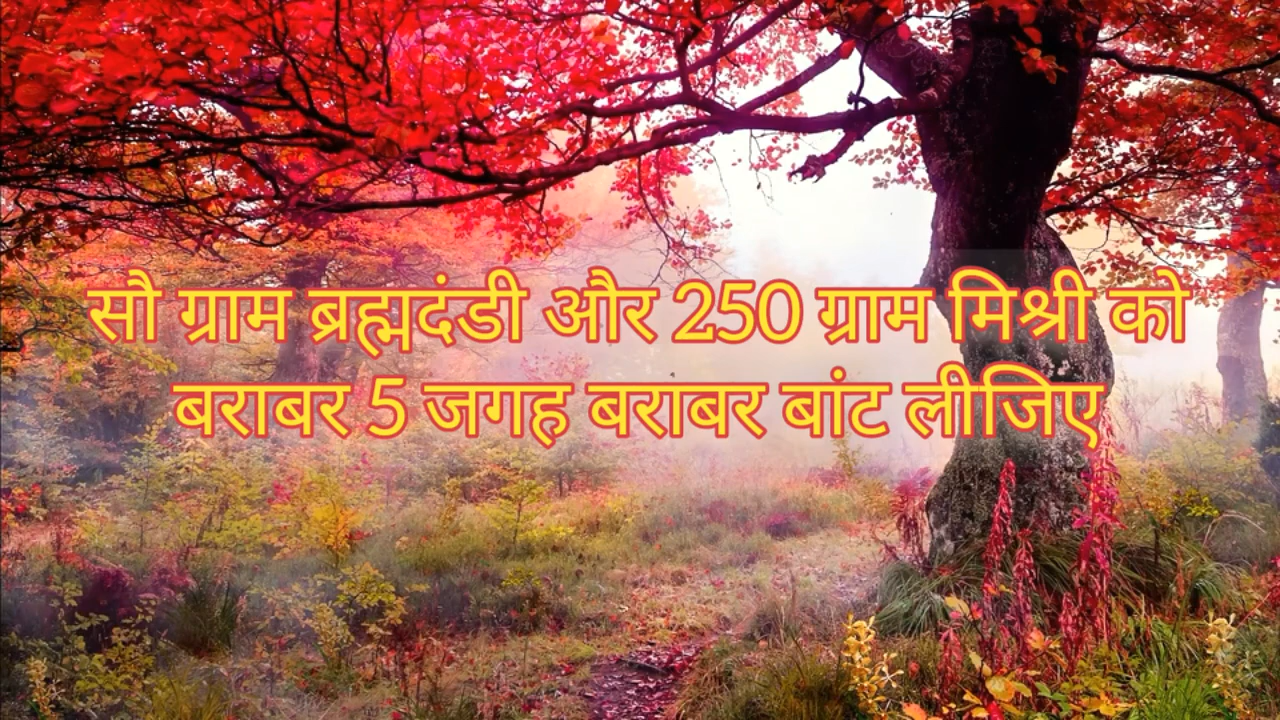 सौ ग्राम ब्रह्मदंडी और 250 ग्राम मिश्री को
बराबर 5 जगह बराबर बांट लीजिए